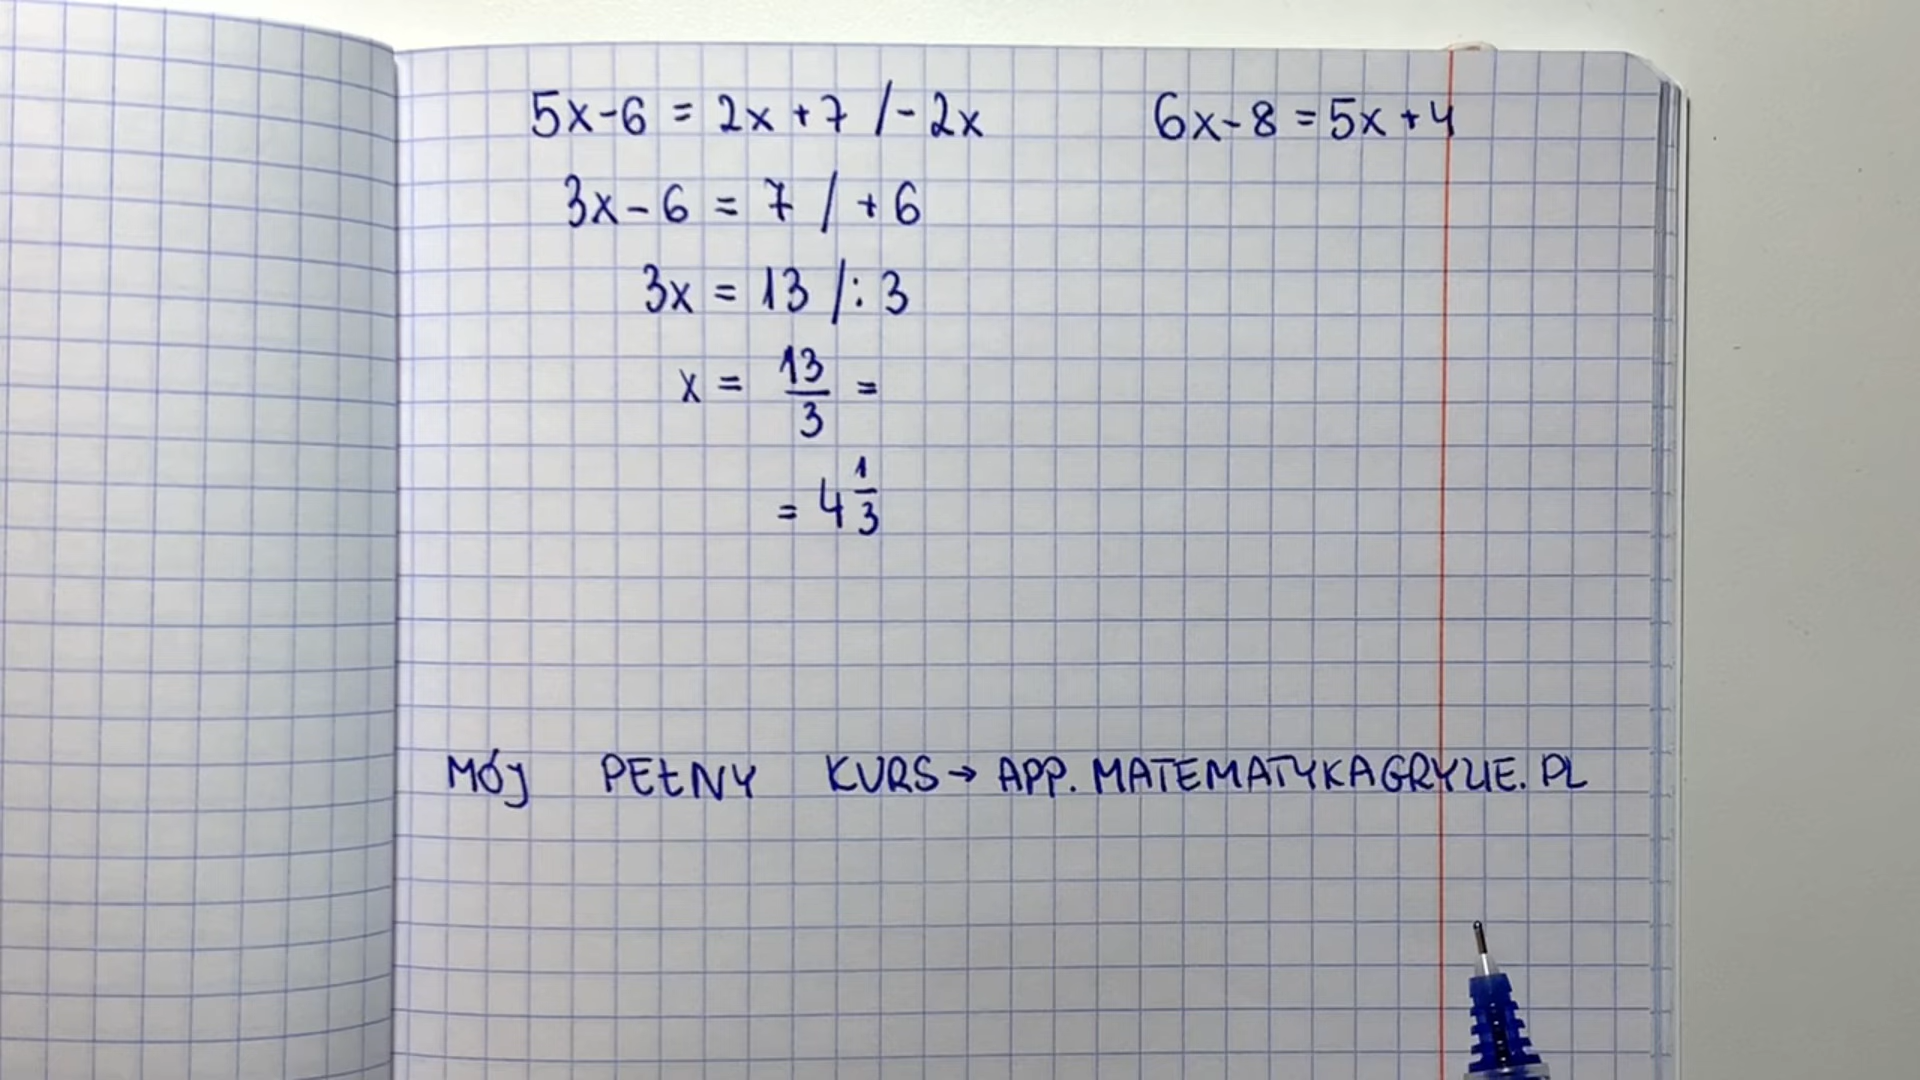 5x-6 = 2x+7 /-2x
3x-6 = 7 / +6
3x = 13 /: 3
x = 13/3 =
= 4 1/3
6x-8 = 5x+4
MÓJ PEŁNY KURS → APP.MATEMATYKAGRYZIE.PL